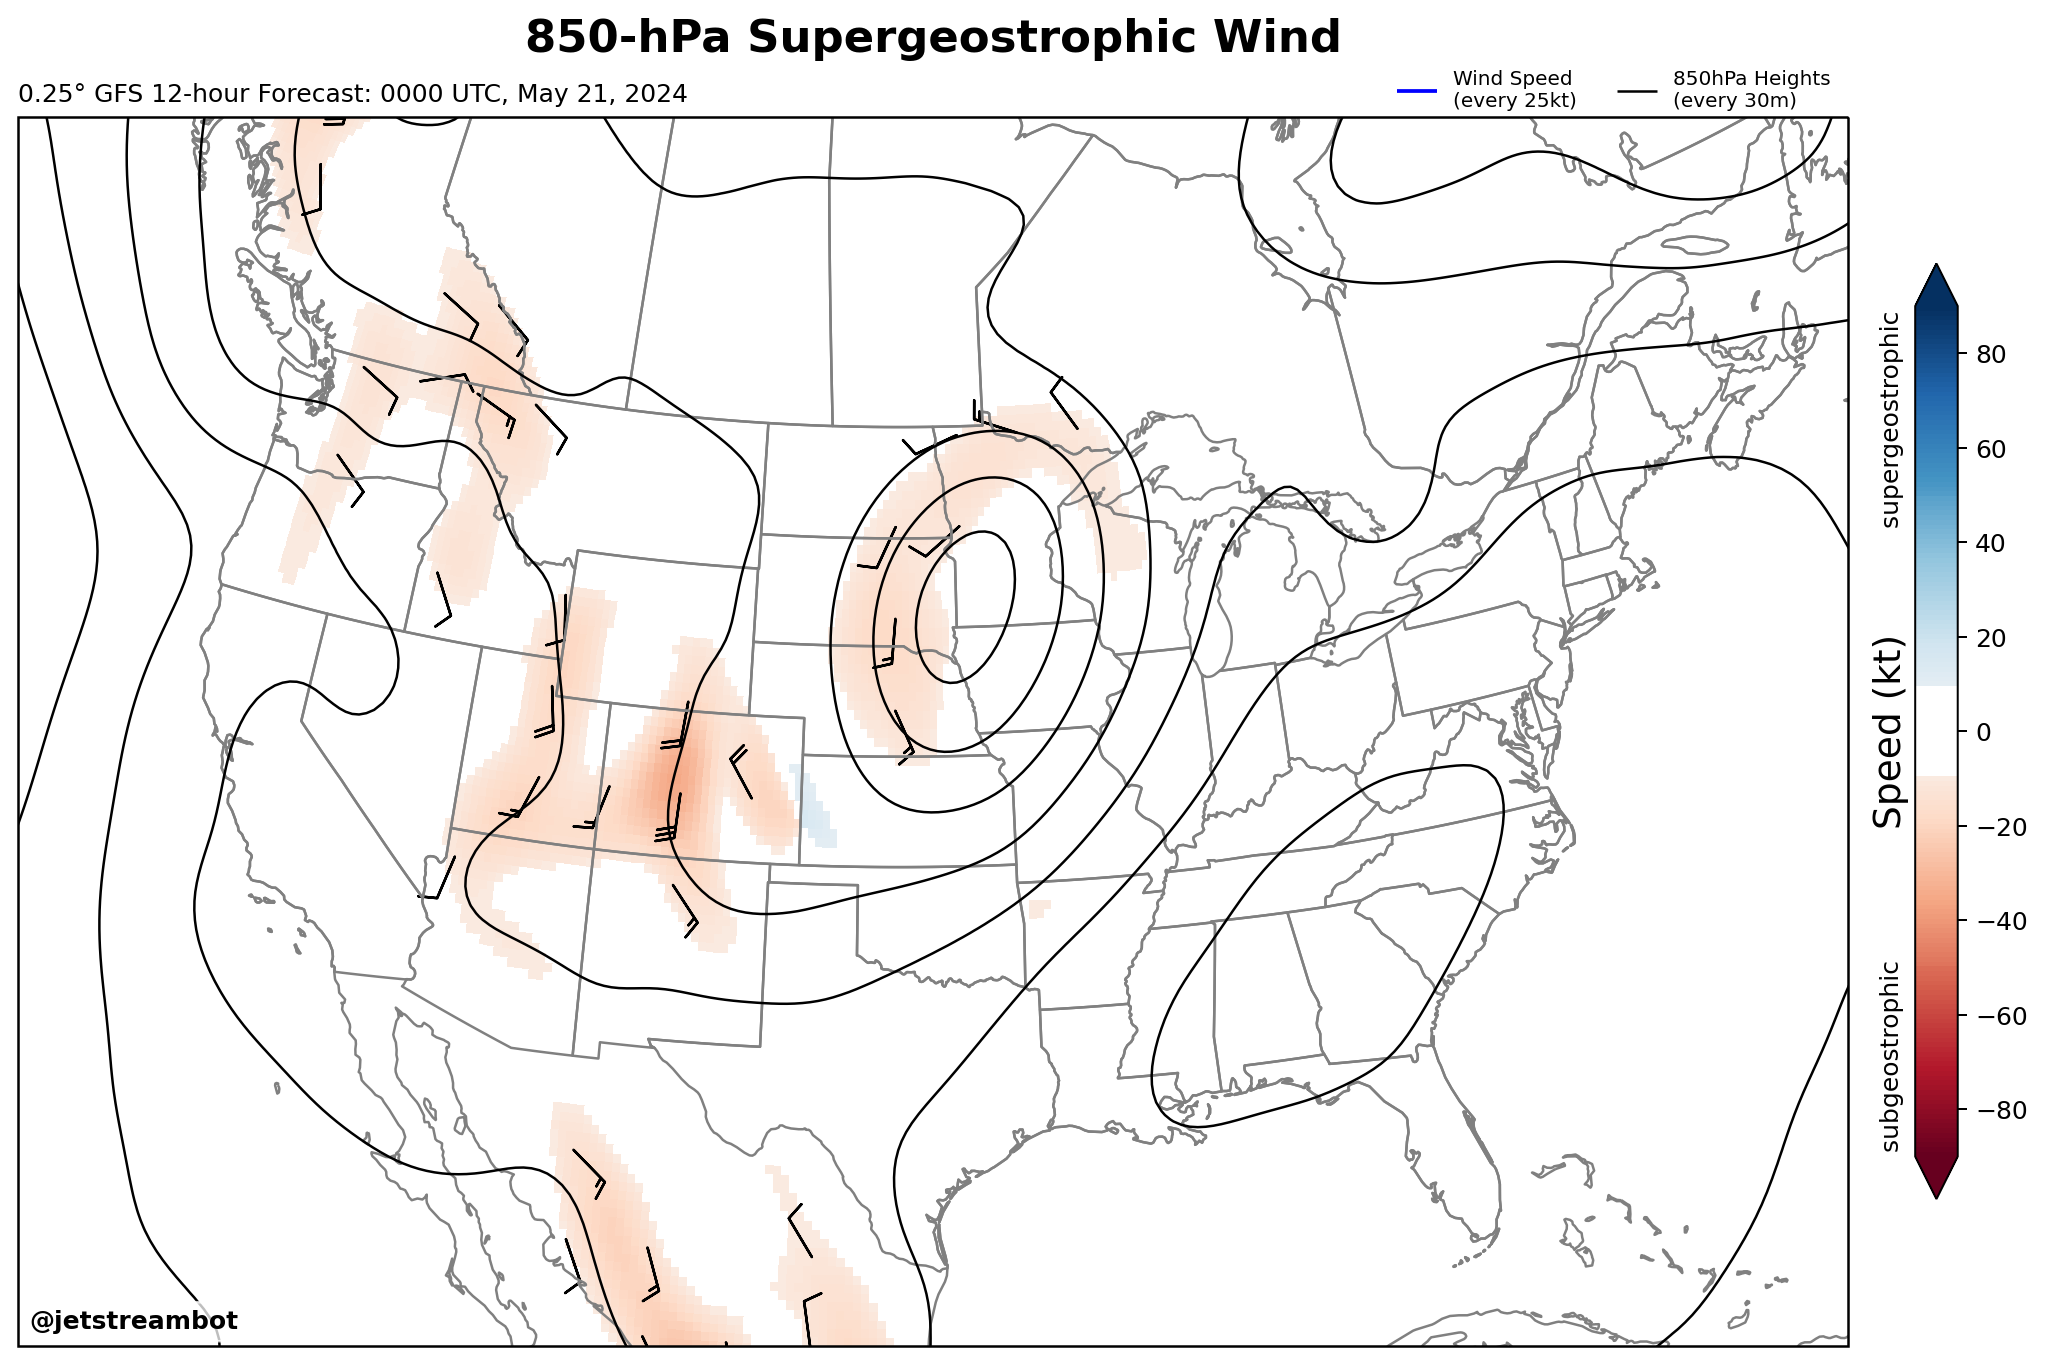 850-hPa Supergeostrophic Wind
0.25° GFS 12-hour Forecast: 0000 UTC, May 21, 2024
Wind Speed
(every 25kt)
850hPa Heights
(every 30m)
supergeostrophic
subgeostrophic
Speed (kt)
80
60
40
20
0
−20
−40
−60
−80
@jetstreambot